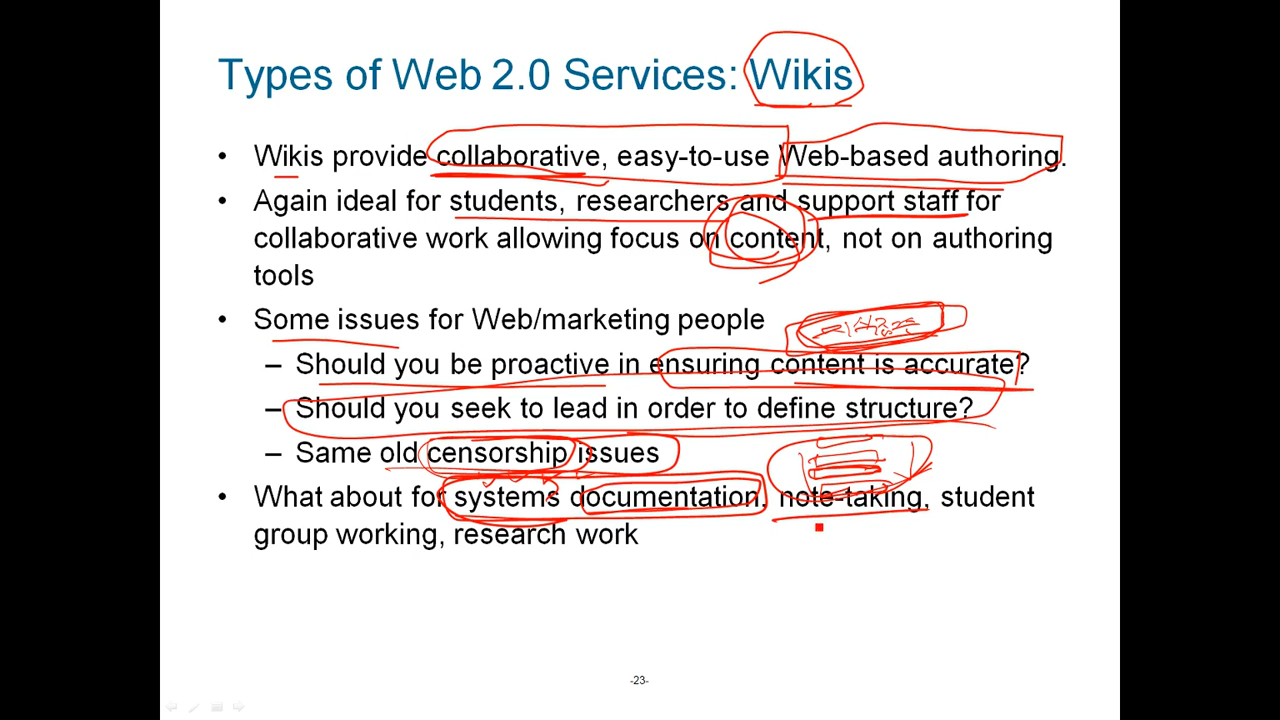 Types of Web 2.0 Services: Wikis
• Wikis provide collaborative, easy-to-use Web-based authoring.
• Again ideal for students, researchers and support staff for
collaborative work allowing focus on content, not on authoring
tools
• Some issues for Web/marketing people
– Should you be proactive in ensuring content is accurate?
– Should you seek to lead in order to define structure?
– Same old censorship issues
• What about for systems documentation, note-taking, student
group working, research work
-23-